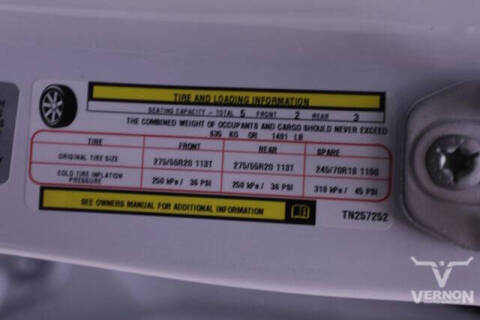 TIRE AND LOADING INFORMATION
SEATING CAPACITY - TOTAL 5 FRONT 2 REAR 3
THE COMBINED WEIGHT OF OCCUPANTS AND CARGO SHOULD NEVER EXCEED
635 KG OR 1401 LB
TIRE FRONT REAR SPARE
ORIGINAL TIRE SIZE 275/55R20 113T 275/55R20 113T 245/70R18 110S
COLD TIRE INFLATION PRESSURE 250 kPa / 36 PSI 250 kPa / 36 PSI 310 kPa / 45 PSI
SEE OWNERS MANUAL FOR ADDITIONAL INFORMATION
TN257252
VERNON